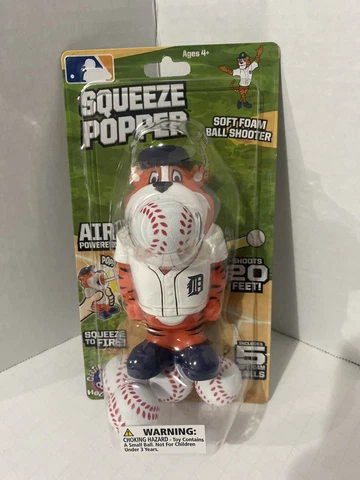 Ages 4+
SQUEEZE
POPPER
SOFT FOAM
BALL SHOOTER
AIR
POWERED
POP
SHOOTS
20
FEET!
SQUEEZE
TO FIRE!
INCLUDES
5
D
WARNING:
CHOKING HAZARD - Toy Contains
A Small Ball. Not For Children
Under 3 Years.